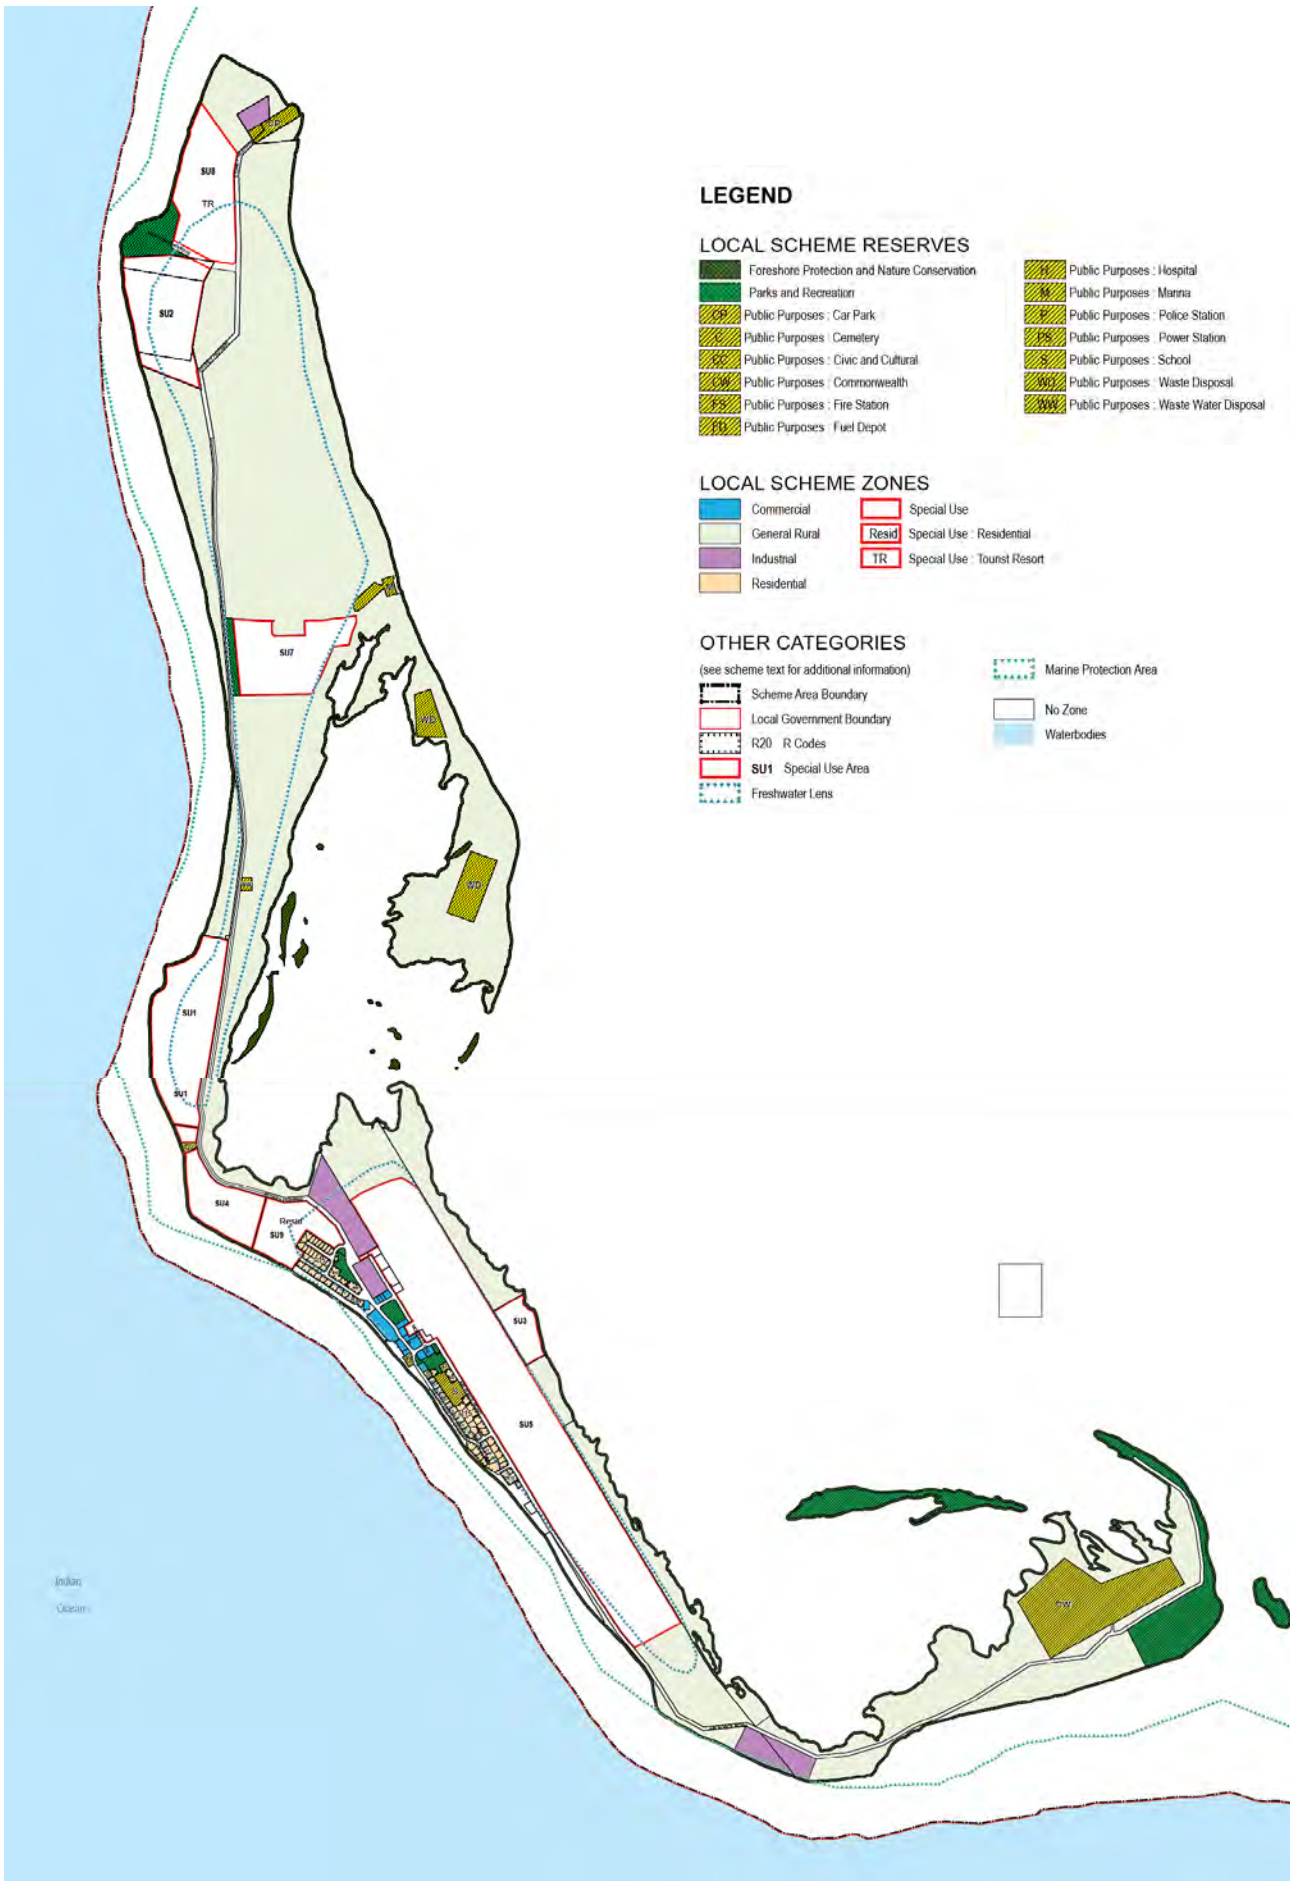 SU8
TR
SU2
SU7
WD
WD
SU1
SU1
SU4
Resid
SU9
SU3
S
SU5
CW
Indian
Ocean
LEGEND
LOCAL SCHEME RESERVES
Foreshore Protection and Nature Conservation
Parks and Recreation
CP Public Purposes : Car Park
C Public Purposes : Cemetery
CC Public Purposes : Civic and Cultural
CW Public Purposes : Commonwealth
FS Public Purposes : Fire Station
FD Public Purposes : Fuel Depot
H Public Purposes : Hospital
M Public Purposes : Marina
P Public Purposes : Police Station
PS Public Purposes : Power Station
S Public Purposes : School
WD Public Purposes : Waste Disposal
WW Public Purposes : Waste Water Disposal
LOCAL SCHEME ZONES
Commercial
General Rural
Industrial
Residential
Special Use
Resid Special Use : Residential
TR Special Use : Tourist Resort
OTHER CATEGORIES
(see scheme text for additional information)
Scheme Area Boundary
Local Government Boundary
R20 R Codes
SU1 Special Use Area
Freshwater Lens
Marine Protection Area
No Zone
Waterbodies